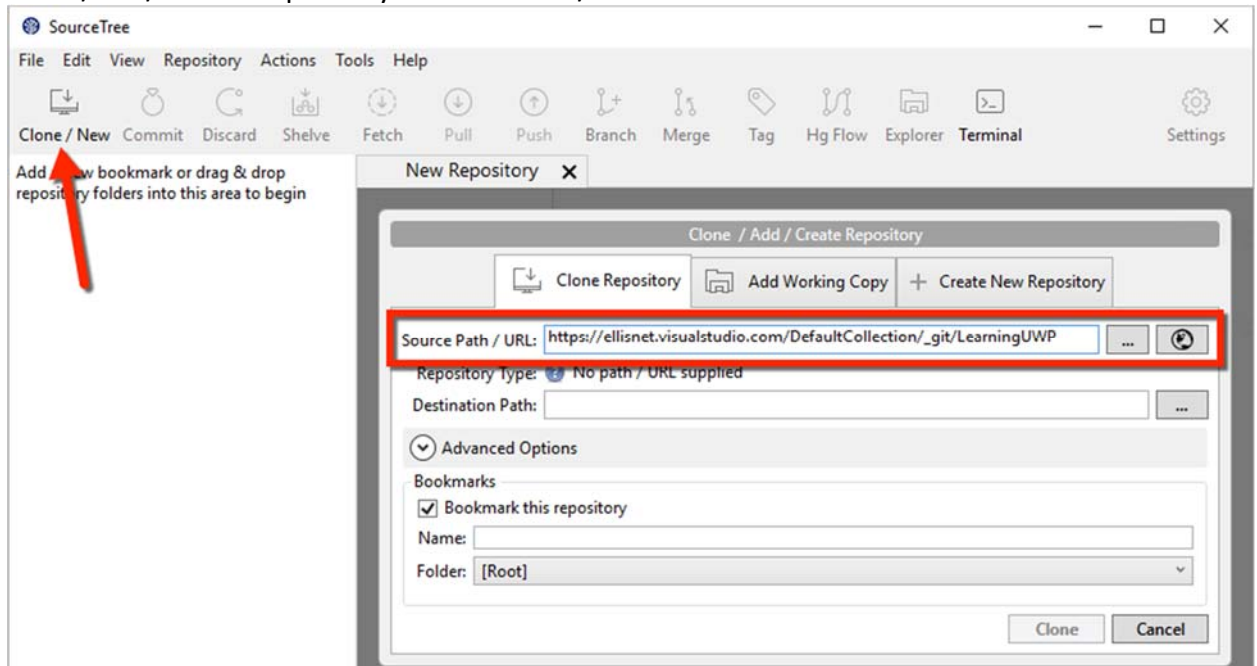 SourceTree
File Edit View Repository Actions Tools Help
Clone / New Commit Discard Shelve Fetch Pull Push Branch Merge Tag Hg Flow Explorer Terminal Settings
Add bookmark or drag & drop
repository folders into this area to begin
New Repository
Clone / Add / Create Repository
Clone Repository Add Working Copy + Create New Repository
Source Path / URL: https://ellisnet.visualstudio.com/DefaultCollection/_git/LearningUWP ...
Repository Type: ? No path / URL supplied
Destination Path: ...
Advanced Options
Bookmarks
Bookmark this repository
Name:
Folder: [Root]
Clone Cancel